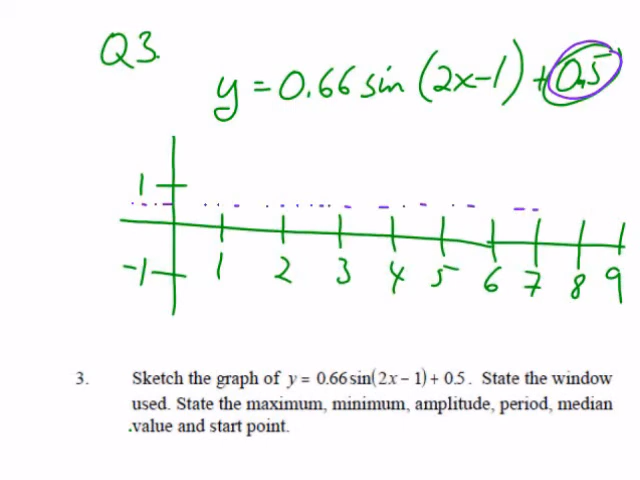 Q3.
y = 0.66 sin (2x-1) + 0.5
1
-1 1 2 3 4 5 6 7 8 9
3. Sketch the graph of y = 0.66 sin(2x − 1) + 0.5 . State the window
used. State the maximum, minimum, amplitude, period, median
value and start point.